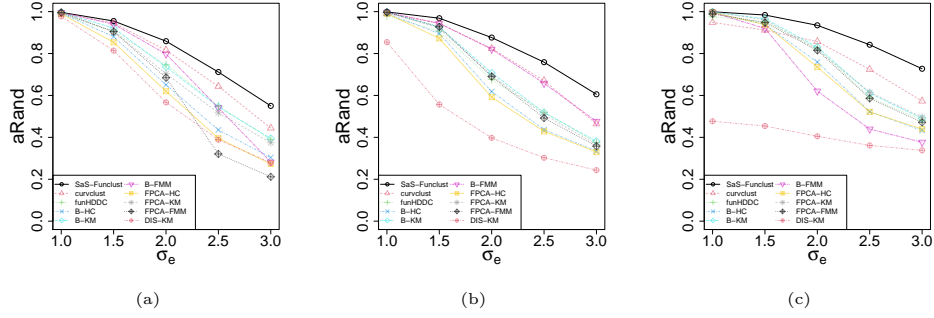 aRand
0.0 0.2 0.4 0.6 0.8 1.0
SaS-Funclust
curvclust
funHDDC
B-HC
B-KM
B-FMM
FPCA-HC
FPCA-KM
FPCA-FMM
DIS-KM
1.0 1.5 2.0 2.5 3.0
σe
(a)
aRand
0.0 0.2 0.4 0.6 0.8 1.0
SaS-Funclust
curvclust
funHDDC
B-HC
B-KM
B-FMM
FPCA-HC
FPCA-KM
FPCA-FMM
DIS-KM
1.0 1.5 2.0 2.5 3.0
σe
(b)
aRand
0.0 0.2 0.4 0.6 0.8 1.0
SaS-Funclust
curvclust
funHDDC
B-HC
B-KM
B-FMM
FPCA-HC
FPCA-KM
FPCA-FMM
DIS-KM
1.0 1.5 2.0 2.5 3.0
σe
(c)